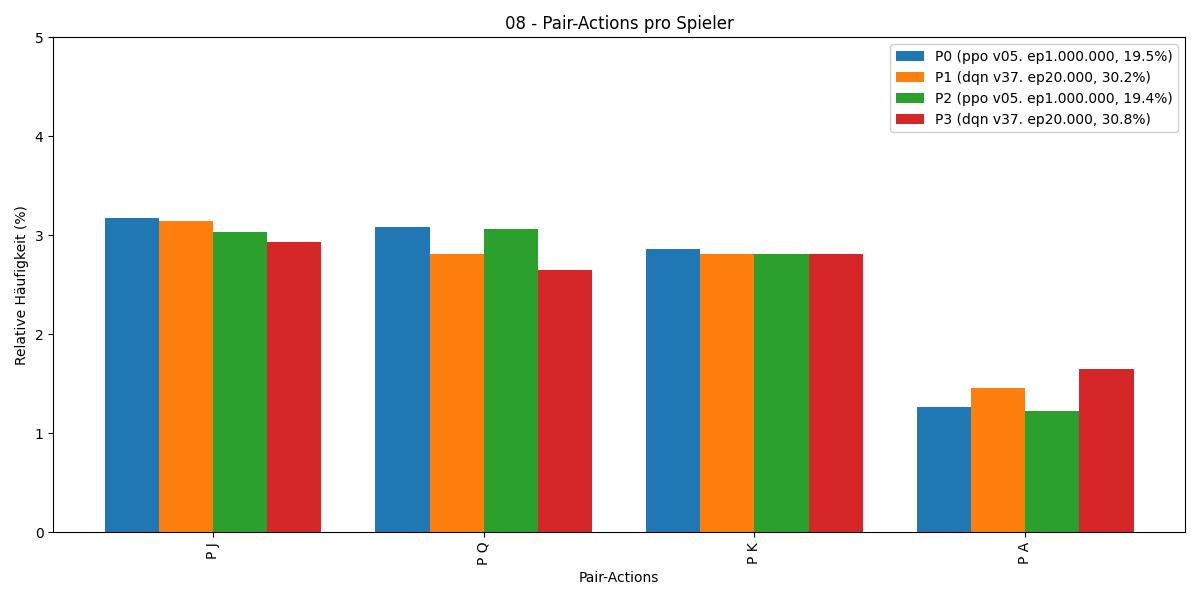 08 - Pair-Actions pro Spieler
P0 (ppo v05. ep1.000.000, 19.5%)
P1 (dqn v37. ep20.000, 30.2%)
P2 (ppo v05. ep1.000.000, 19.4%)
P3 (dqn v37. ep20.000, 30.8%)
Relative Häufigkeit (%)
5
4
3
2
1
0
P J
P Q
P K
P A
Pair-Actions